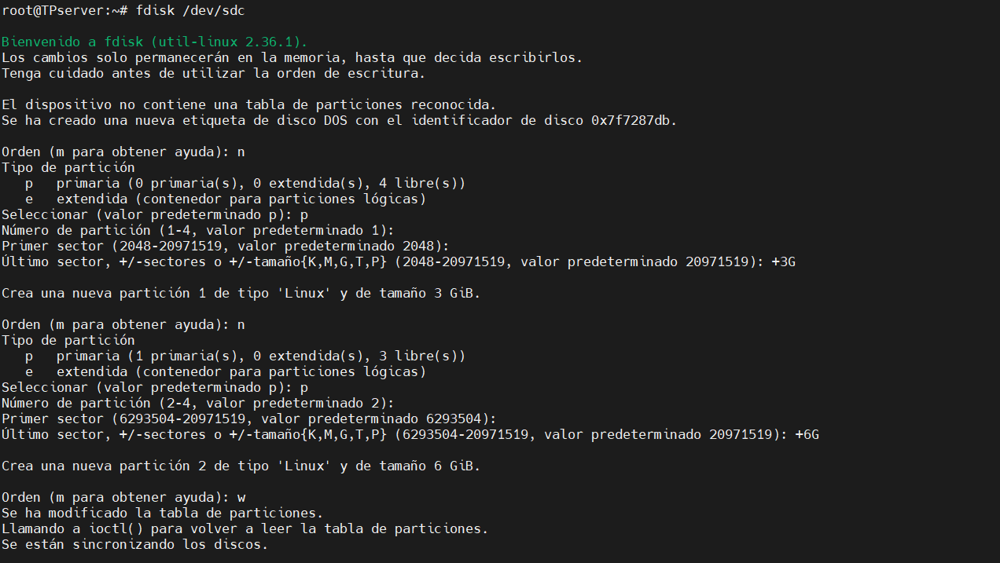 root@TPserver:~# fdisk /dev/sdc
Bienvenido a fdisk (util-linux 2.36.1).
Los cambios solo permanecerán en la memoria, hasta que decida escribirlos.
Tenga cuidado antes de utilizar la orden de escritura.
El dispositivo no contiene una tabla de particiones reconocida.
Se ha creado una nueva etiqueta de disco DOS con el identificador de disco 0x7f7287db.
Orden (m para obtener ayuda): n
Tipo de partición
   p   primaria (0 primaria(s), 0 extendida(s), 4 libre(s))
   e   extendida (contenedor para particiones lógicas)
Seleccionar (valor predeterminado p): p
Número de partición (1-4, valor predeterminado 1):
Primer sector (2048-20971519, valor predeterminado 2048):
Último sector, +/-sectores o +/-tamaño{K,M,G,T,P} (2048-20971519, valor predeterminado 20971519): +3G
Crea una nueva partición 1 de tipo 'Linux' y de tamaño 3 GiB.
Orden (m para obtener ayuda): n
Tipo de partición
   p   primaria (1 primaria(s), 0 extendida(s), 3 libre(s))
   e   extendida (contenedor para particiones lógicas)
Seleccionar (valor predeterminado p): p
Número de partición (2-4, valor predeterminado 2):
Primer sector (6293504-20971519, valor predeterminado 6293504):
Último sector, +/-sectores o +/-tamaño{K,M,G,T,P} (6293504-20971519, valor predeterminado 20971519): +6G
Crea una nueva partición 2 de tipo 'Linux' y de tamaño 6 GiB.
Orden (m para obtener ayuda): w
Se ha modificado la tabla de particiones.
Llamando a ioctl() para volver a leer la tabla de particiones.
Se están sincronizando los discos.